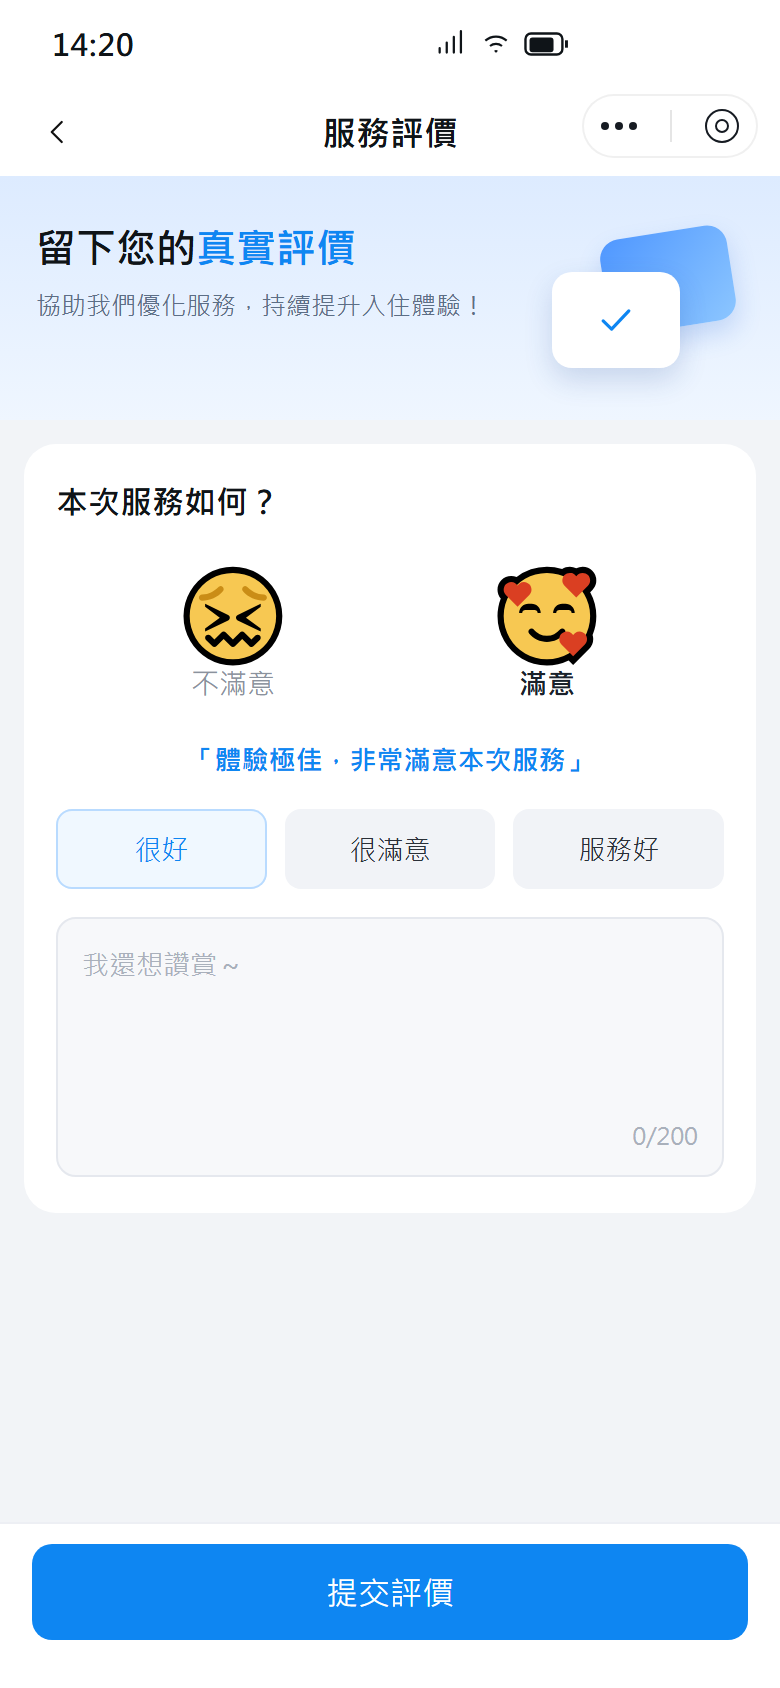 14:20
服務評價
留下您的真實評價
協助我們優化服務，持續提升入住體驗！
本次服務如何？
不滿意
滿意
「體驗極佳，非常滿意本次服務」
很好
很滿意
服務好
我還想讚賞～
0/200
提交評價